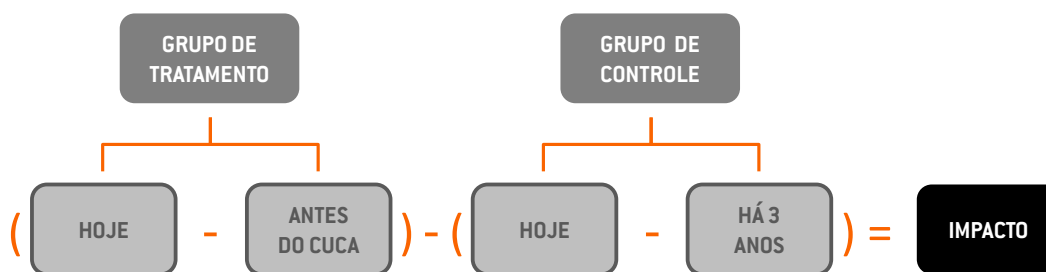 GRUPO DE
TRATAMENTO
GRUPO DE
CONTROLE
( HOJE - ANTES
DO CUCA ) - ( HOJE - HÁ 3
ANOS ) = IMPACTO